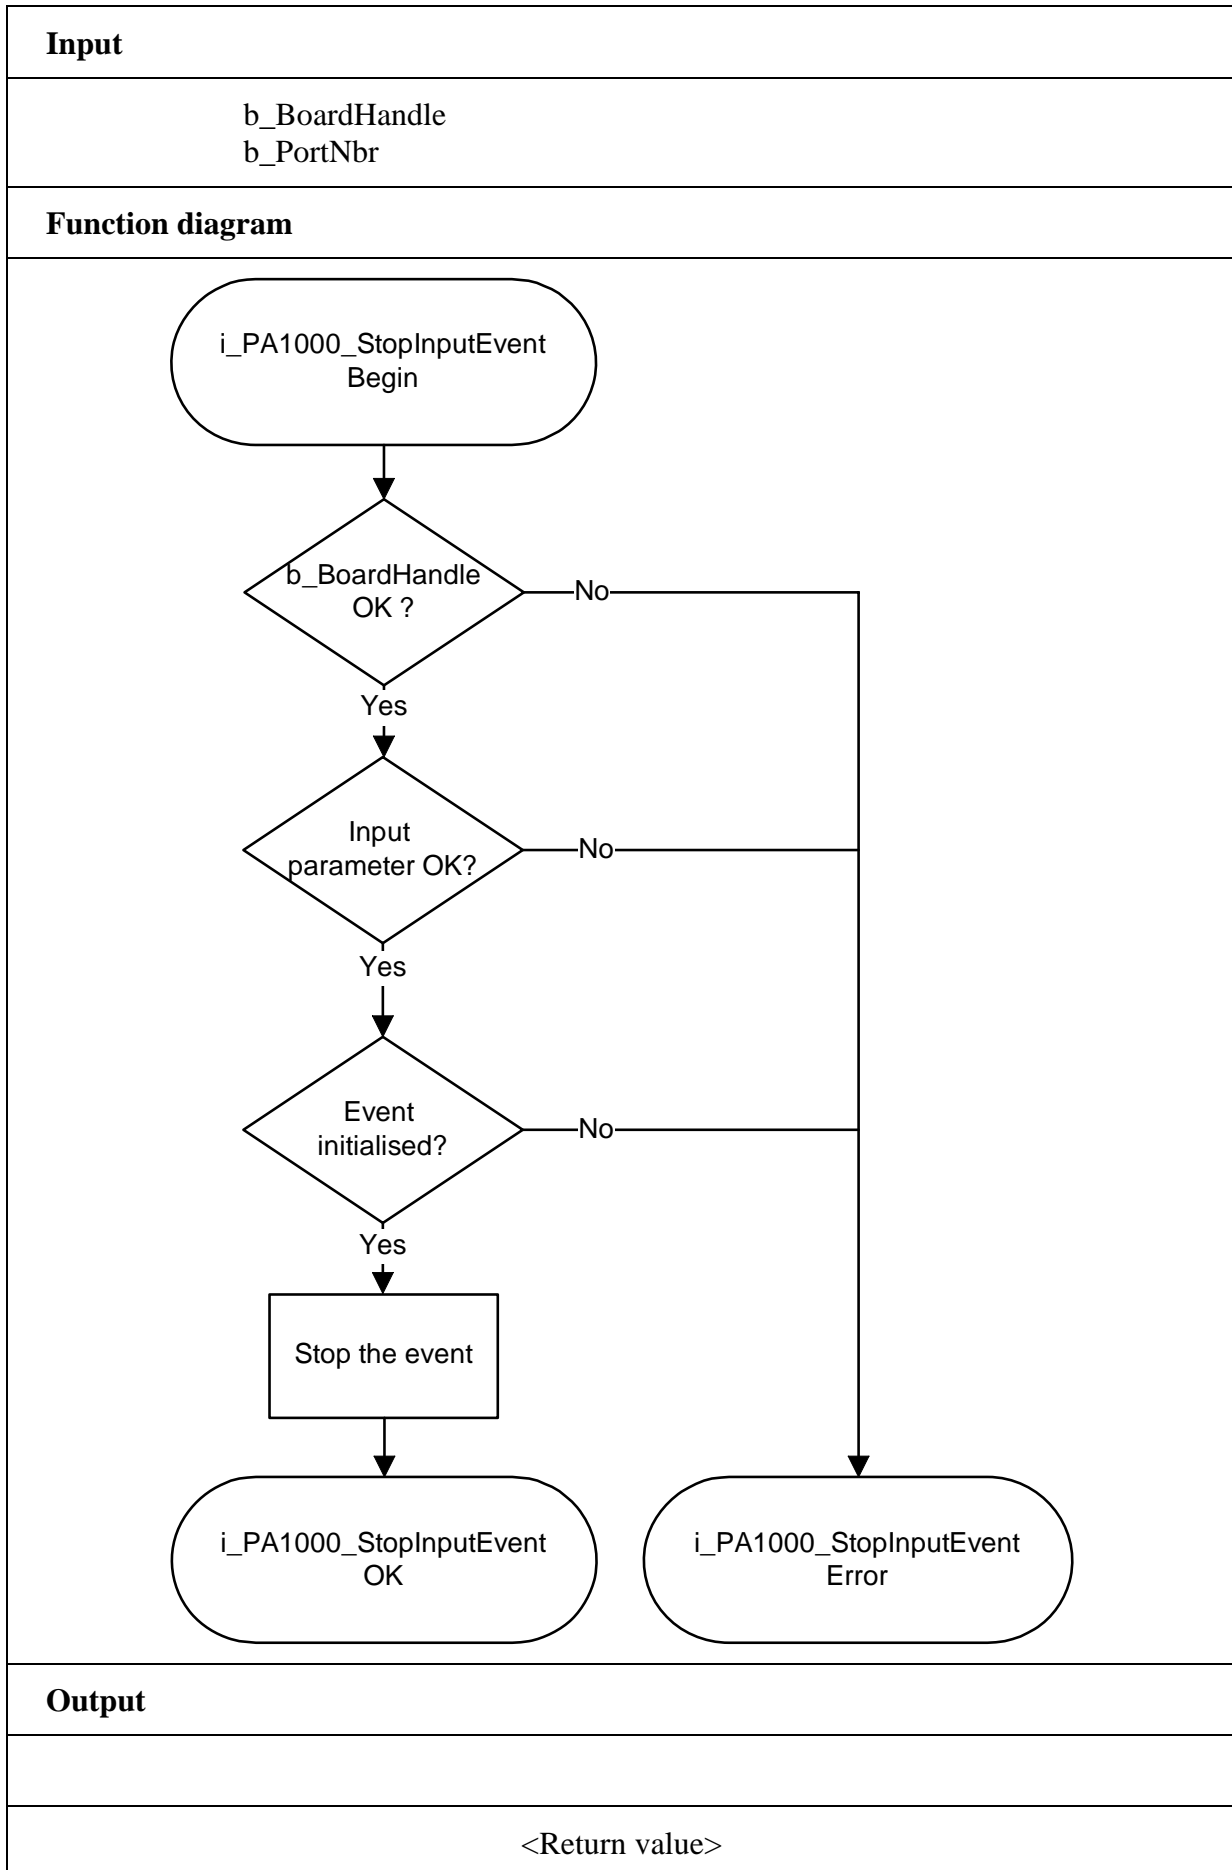 Input
b_BoardHandle
b_PortNbr
Function diagram
i_PA1000_StopInputEvent
Begin
b_BoardHandle
OK ?
No
Yes
Input
parameter OK?
No
Yes
Event
initialised?
No
Yes
Stop the event
i_PA1000_StopInputEvent
OK
i_PA1000_StopInputEvent
Error
Output
<Return value>